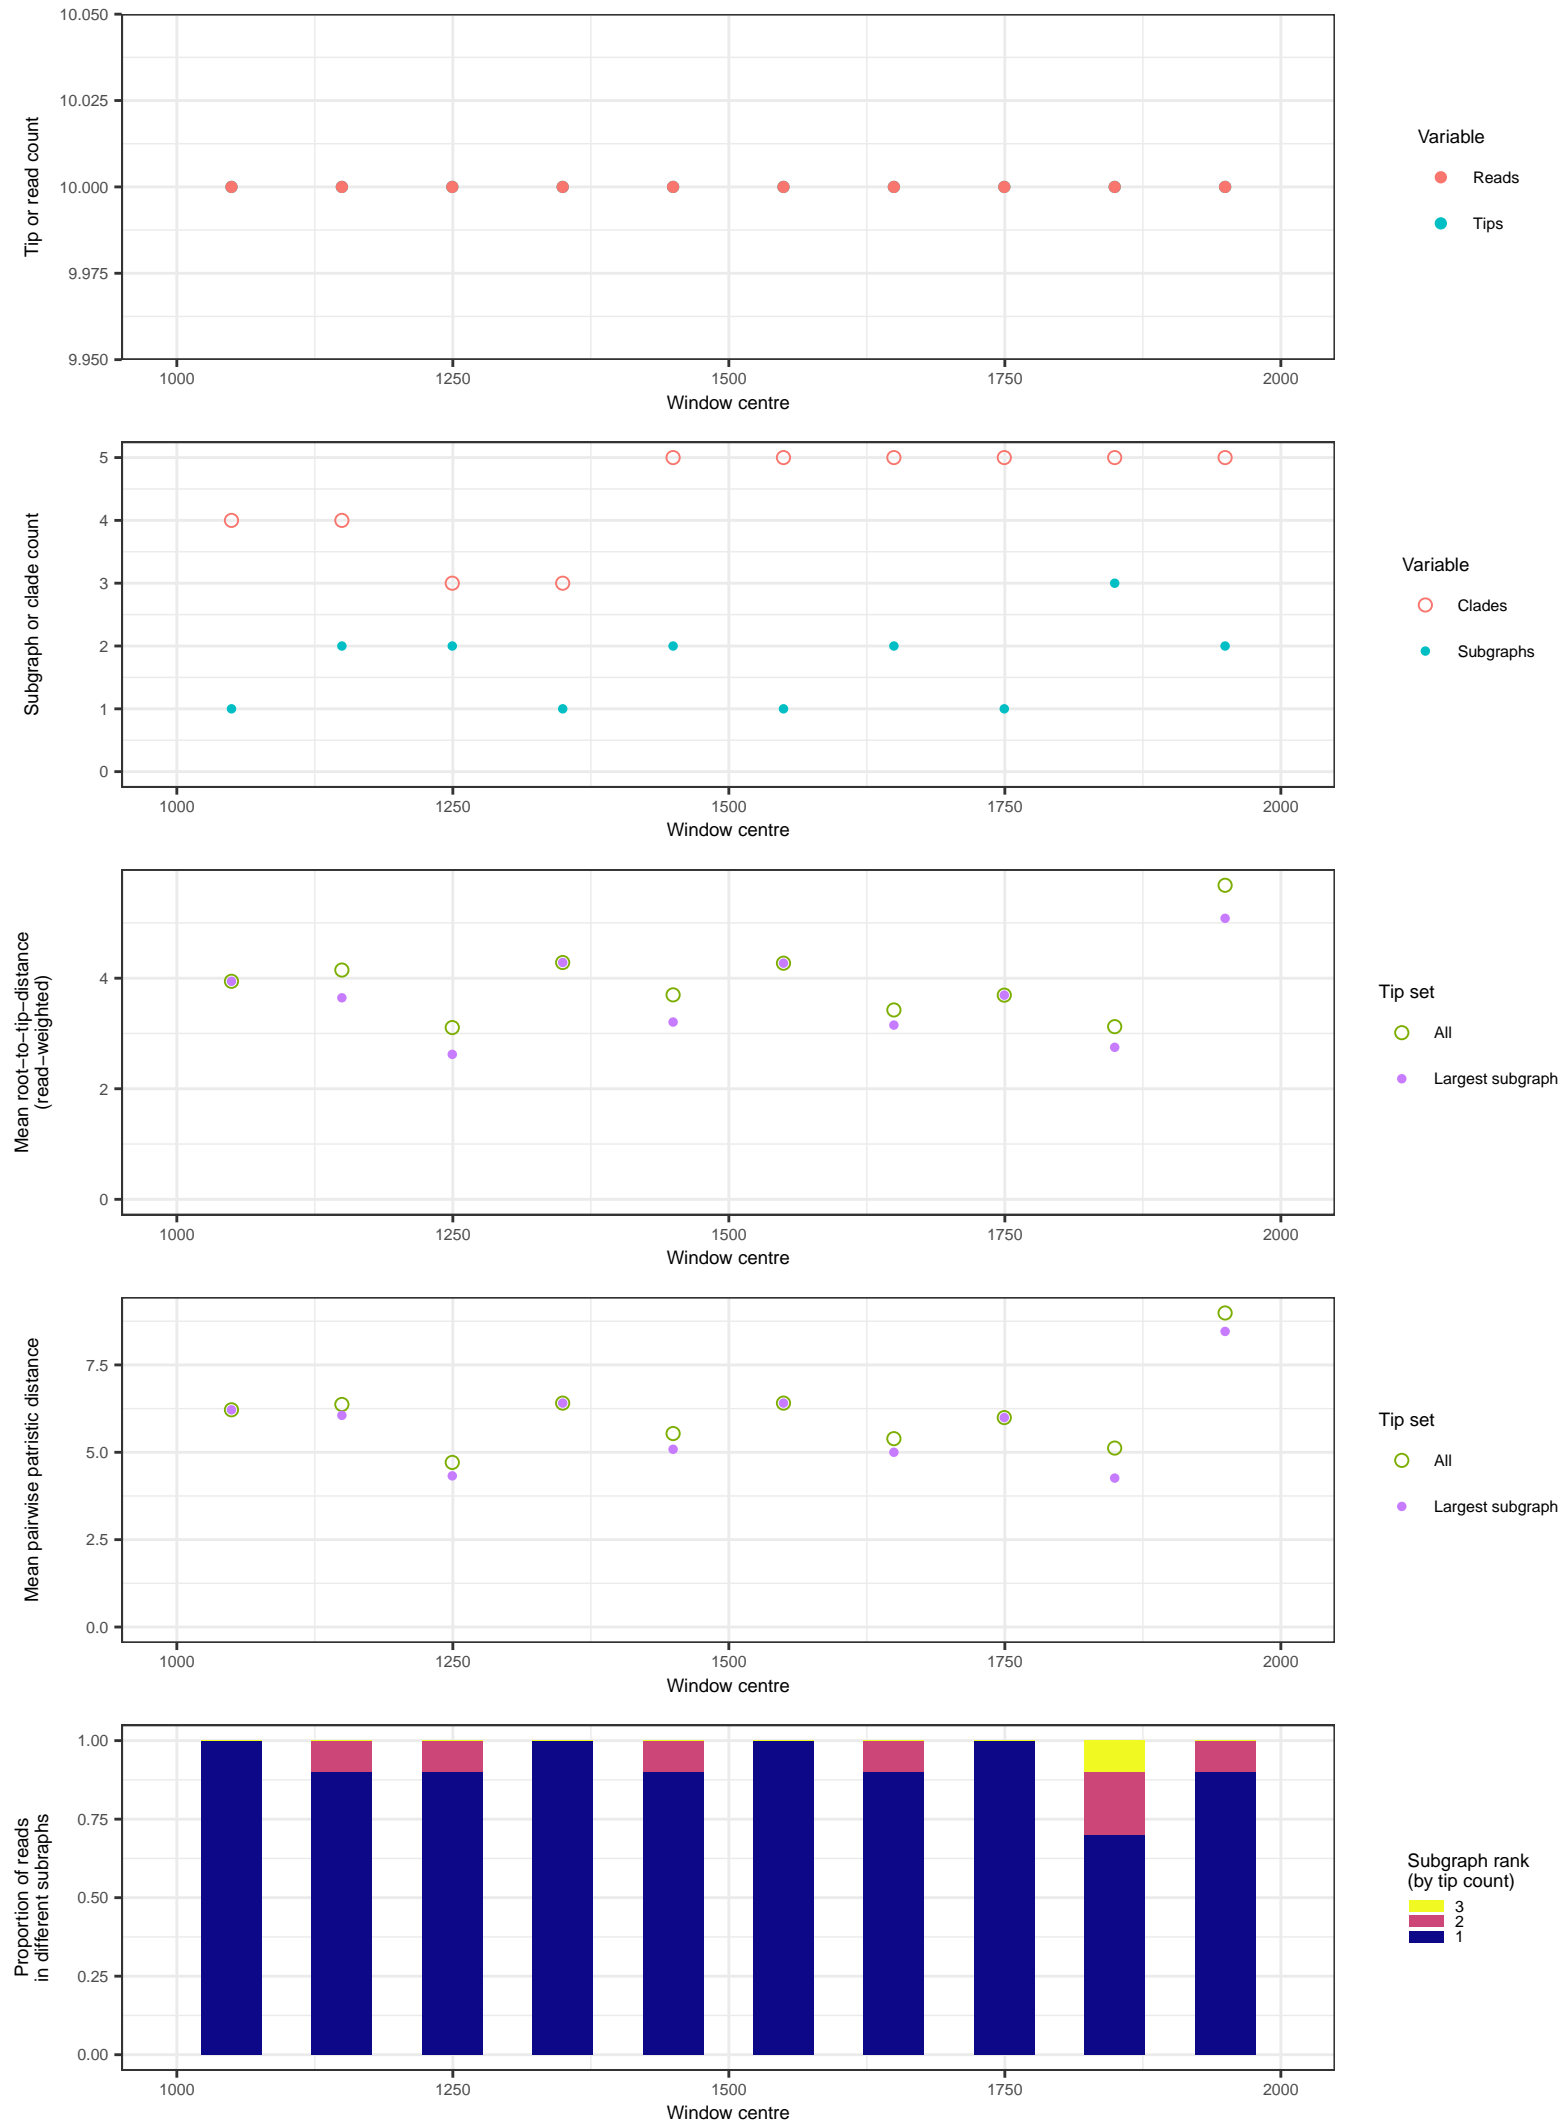 10.050
10.025
10.000
9.975
9.950
Tip or read count
1000
1250
1500
1750
2000
Window centre
Variable
Reads
Tips
5
4
3
2
1
0
Subgraph or clade count
1000
1250
1500
1750
2000
Window centre
Variable
Clades
Subgraphs
4
2
0
Mean root−to−tip−distance
(read−weighted)
1000
1250
1500
1750
2000
Window centre
Tip set
All
Largest subgraph
7.5
5.0
2.5
0.0
Mean pairwise patristic distance
1000
1250
1500
1750
2000
Window centre
Tip set
All
Largest subgraph
1.00
0.75
0.50
0.25
0.00
Proportion of reads
in different subraphs
1000
1250
1500
1750
2000
Window centre
Subgraph rank
(by tip count)
3
2
1